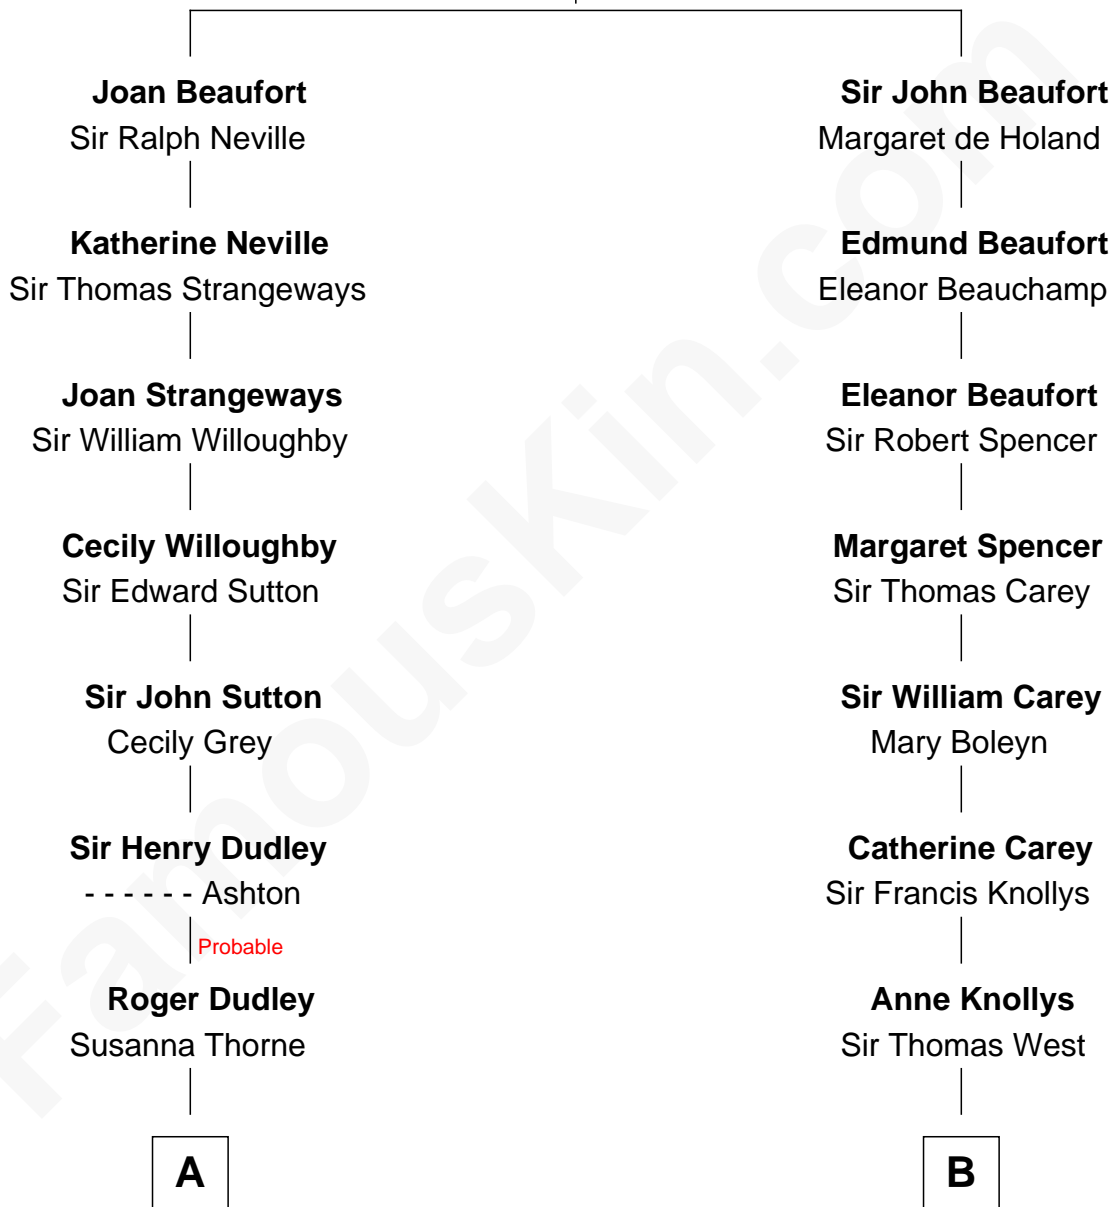 Joan Beaufort
Sir Ralph Neville
Katherine Neville
Sir Thomas Strangeways
Joan Strangeways
Sir William Willoughby
Cecily Willoughby
Sir Edward Sutton
Sir John Sutton
Cecily Grey
Sir Henry Dudley
- - - - - - Ashton
Probable
Roger Dudley
Susanna Thorne
A
Sir John Beaufort
Margaret de Holand
Edmund Beaufort
Eleanor Beauchamp
Eleanor Beaufort
Sir Robert Spencer
Margaret Spencer
Sir Thomas Carey
Sir William Carey
Mary Boleyn
Catherine Carey
Sir Francis Knollys
Anne Knollys
Sir Thomas West
B
FamousKin.com